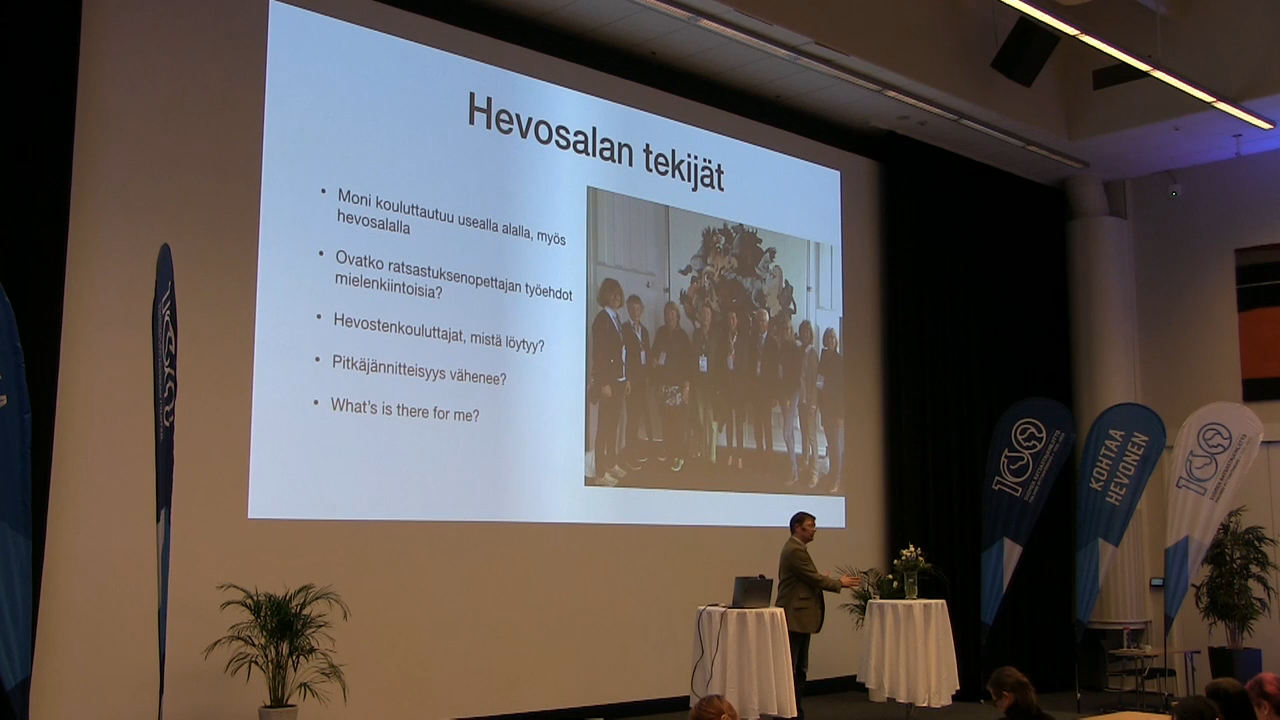 Hevosalan tekijät
• Moni kouluttautuu usealla alalla, myös
hevosalalla
• Ovatko ratsastuksenopettajan työehdot
mielenkiintoisia?
• Hevostenkouluttajat, mistä löytyy?
• Pitkäjännitteisyys vähenee?
• What's is there for me?
100
KOHTAA
HEVONEN
100